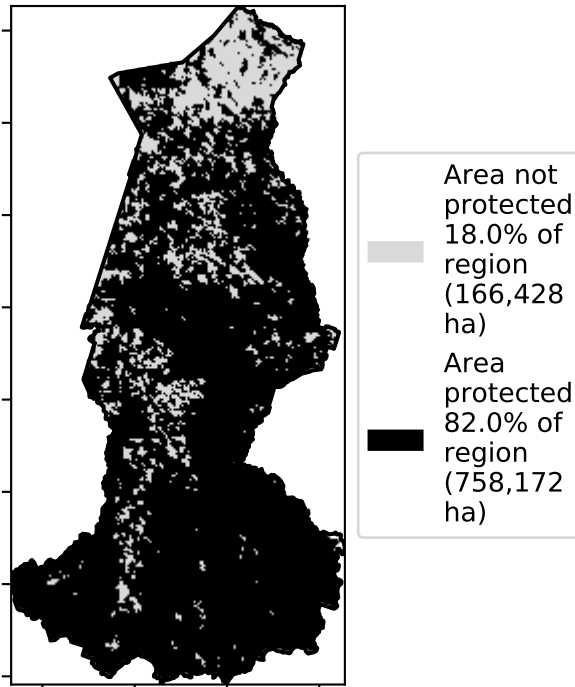 Area not
protected
18.0% of
region
(166,428
ha)
Area
protected
82.0% of
region
(758,172
ha)